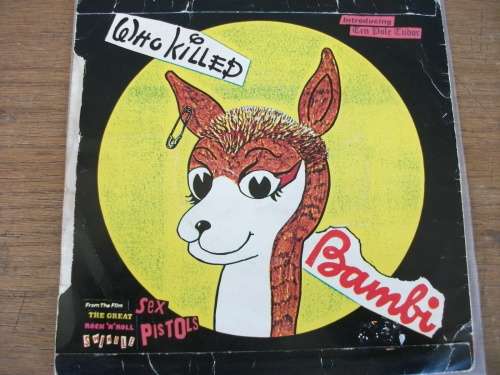 WHO KILLED
Introducing
Ten Pole Tudor
Bambi
From The Film
THE GREAT
ROCK 'N' ROLL
SWINDLE
Sex
PISTOLS